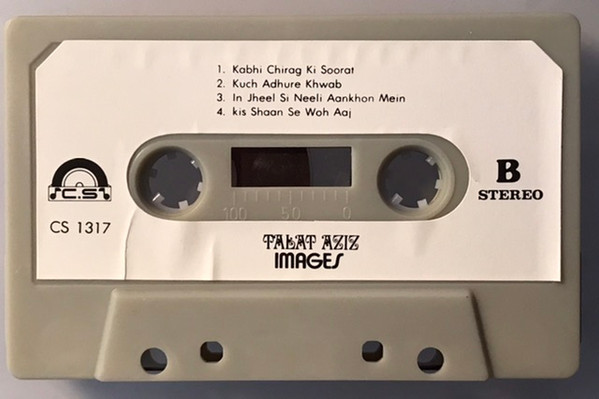 1. Kabhi Chirag Ki Soorat
2. Kuch Adhure Khwab
3. In Jheel Si Neeli Aankhon Mein
4. kis Shaan Se Woh Aaj
C.S
CS 1317
B
STEREO
100 50 0
TALAT AZIZ
IMAGES